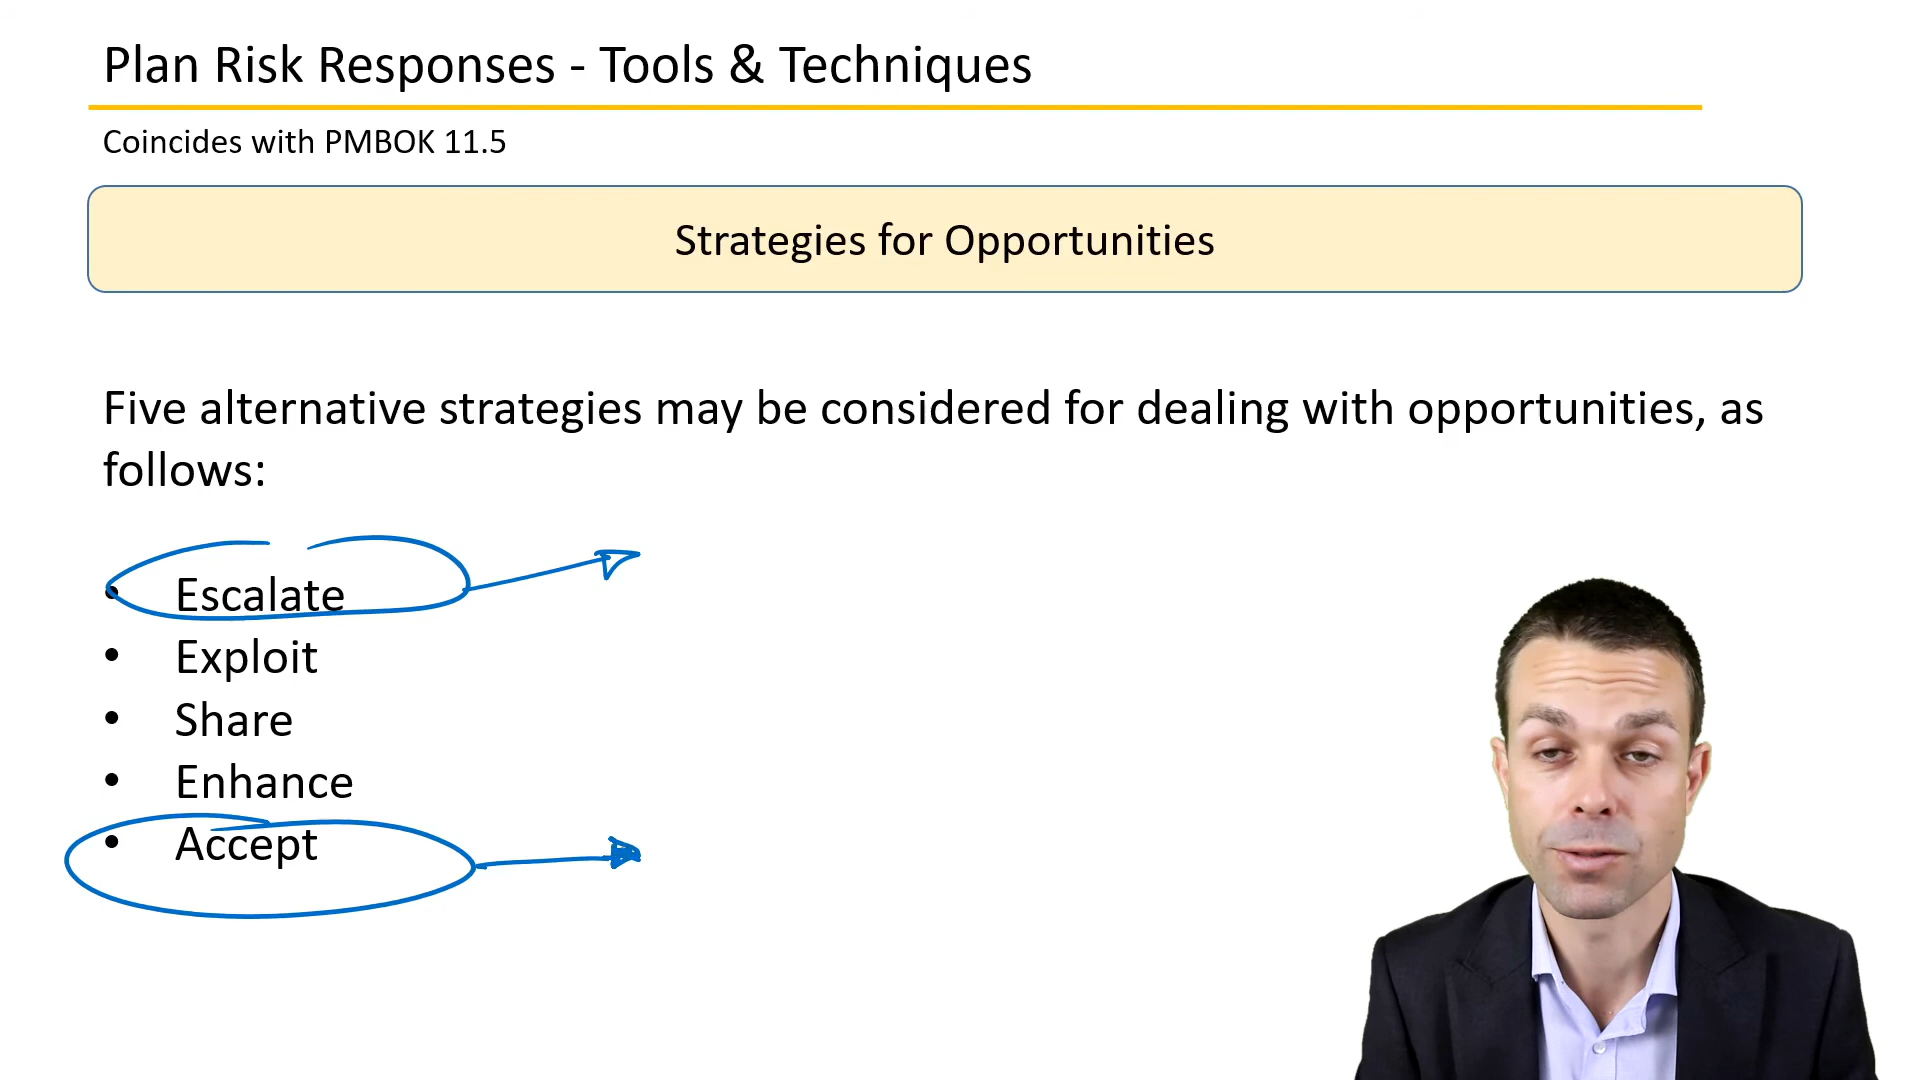 Plan Risk Responses - Tools & Techniques
Coincides with PMBOK 11.5
Strategies for Opportunities
Five alternative strategies may be considered for dealing with opportunities, as
follows:
• Escalate
• Exploit
• Share
• Enhance
• Accept